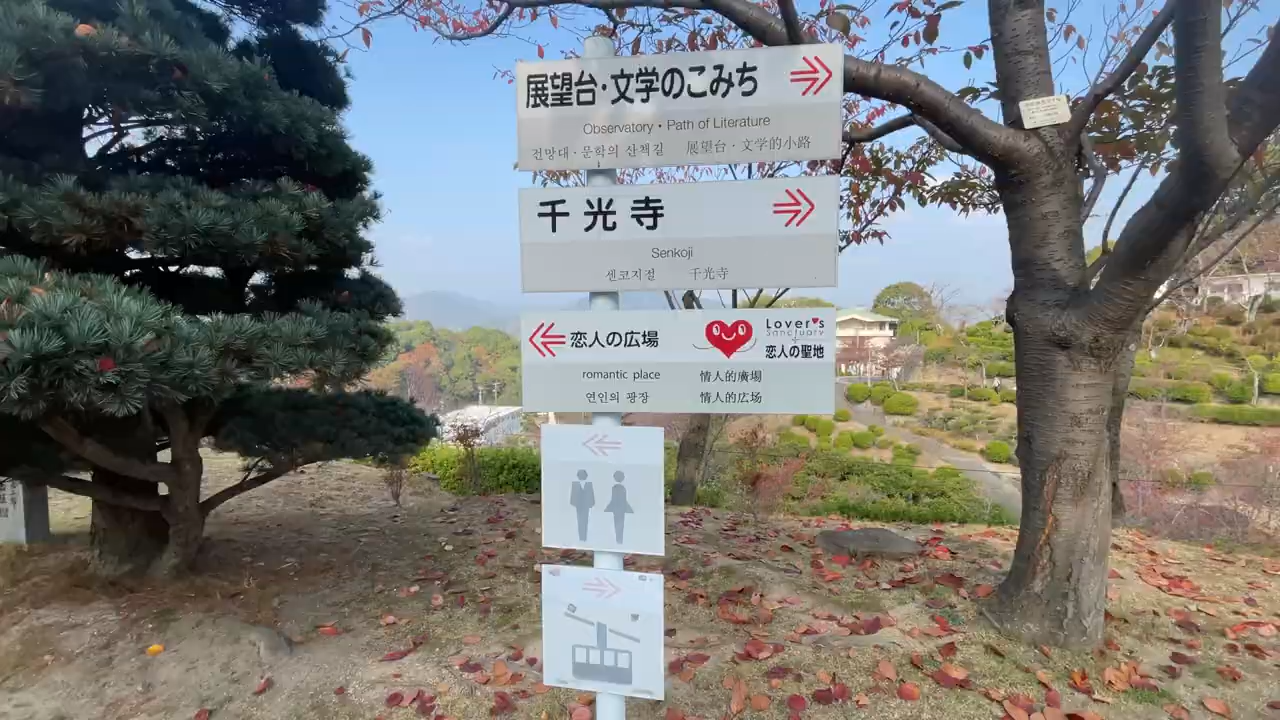 展望台・文学のこみち
Observatory・Path of Literature
전망대・문학의 산책길 展望台・文学的小路
千光寺
Senkoji
센코지절 千光寺
恋人の広場
Lover's
Sanctuary
恋人の聖地
romantic place 情人的廣場
연인의 광장 情人的広场